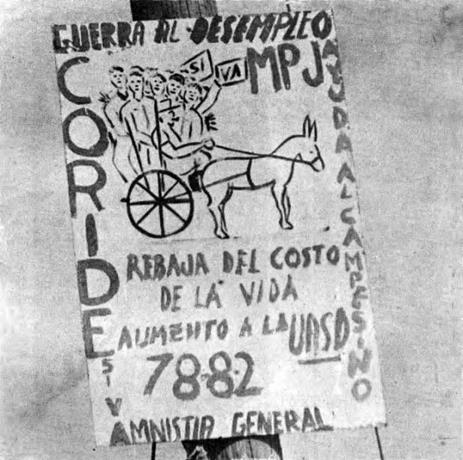 GUERRA AL DESEMPLEO
SI VA
MPJ
AYUDA AL CAMPESINO
CORIDE
SI VA
REBAJA DEL COSTO
DE LA VIDA
AUMENTO A LA UASD
78-82
AMNISTIA GENERAL